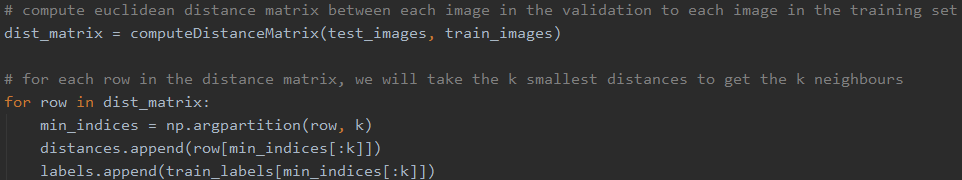 # compute euclidean distance matrix between each image in the validation to each image in the training set
dist_matrix = computeDistanceMatrix(test_images, train_images)
# for each row in the distance matrix, we will take the k smallest distances to get the k neighbours
for row in dist_matrix:
    min_indices = np.argpartition(row, k)
    distances.append(row[min_indices[:k]])
    labels.append(train_labels[min_indices[:k]])